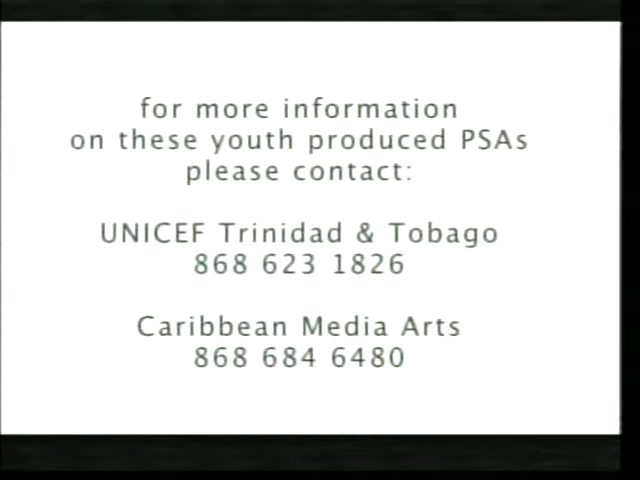 for more information
on these youth produced PSAs
please contact:
UNICEF Trinidad & Tobago
868 623 1826
Caribbean Media Arts
868 684 6480